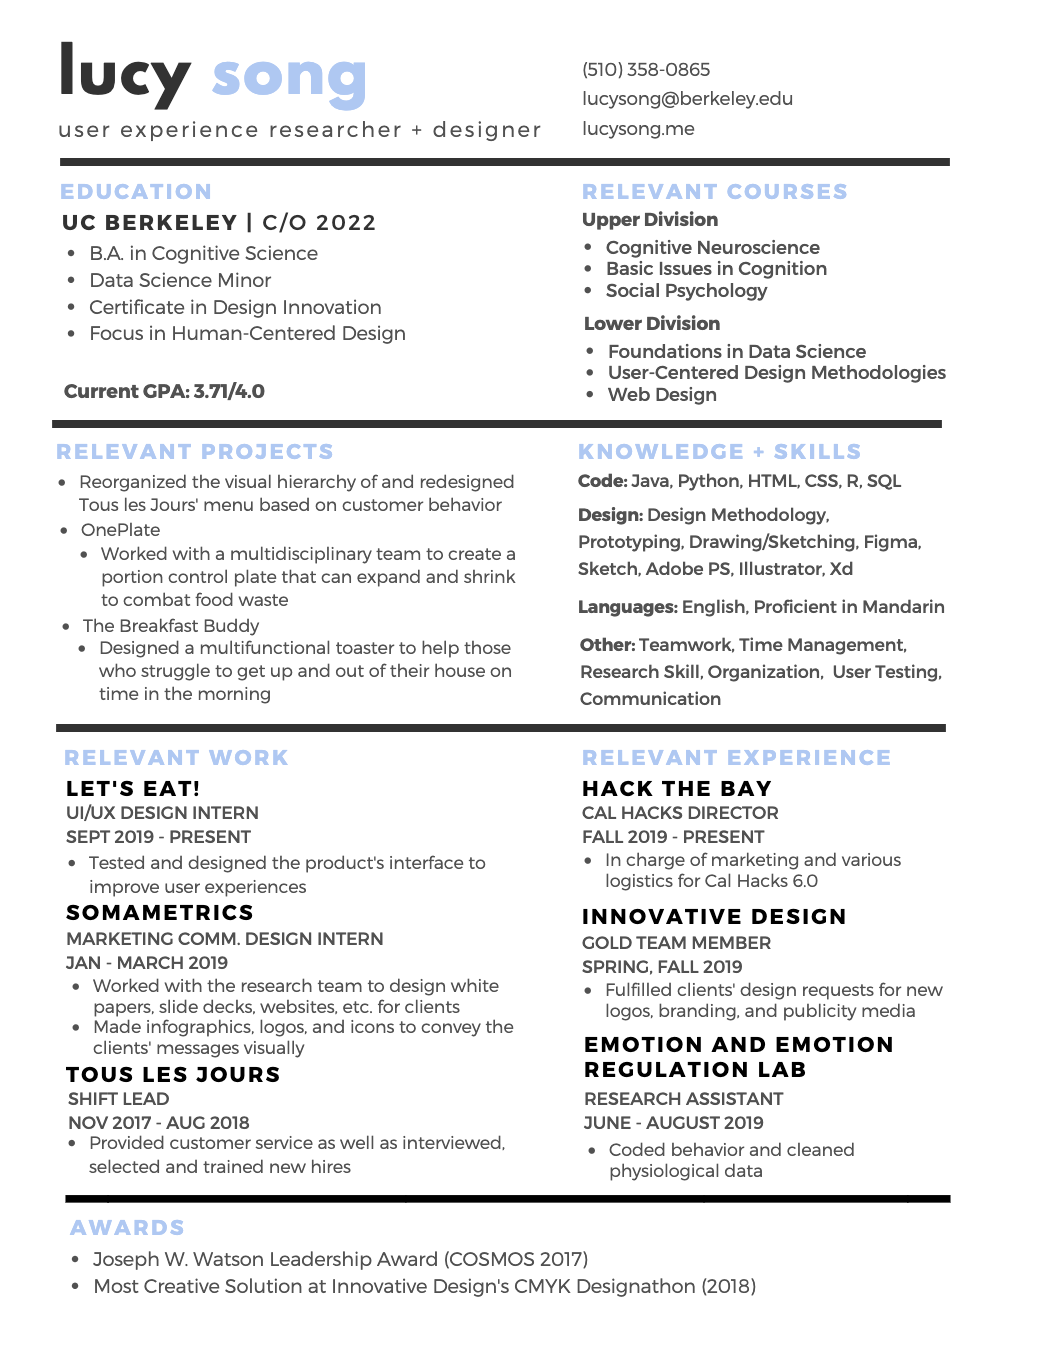 lucy song
user experience researcher + designer
(510) 358-0865
lucysong@berkeley.edu
lucysong.me
EDUCATION
UC BERKELEY | C/O 2022
• B.A. in Cognitive Science
• Data Science Minor
• Certificate in Design Innovation
• Focus in Human-Centered Design
Current GPA: 3.71/4.0
RELEVANT COURSES
Upper Division
• Cognitive Neuroscience
• Basic Issues in Cognition
• Social Psychology
Lower Division
• Foundations in Data Science
• User-Centered Design Methodologies
• Web Design
RELEVANT PROJECTS
• Reorganized the visual hierarchy of and redesigned
Tous les Jours' menu based on customer behavior
• OnePlate
• Worked with a multidisciplinary team to create a
portion control plate that can expand and shrink
to combat food waste
• The Breakfast Buddy
• Designed a multifunctional toaster to help those
who struggle to get up and out of their house on
time in the morning
KNOWLEDGE + SKILLS
Code: Java, Python, HTML, CSS, R, SQL
Design: Design Methodology,
Prototyping, Drawing/Sketching, Figma,
Sketch, Adobe PS, Illustrator, Xd
Languages: English, Proficient in Mandarin
Other: Teamwork, Time Management,
Research Skill, Organization,  User Testing,
Communication
RELEVANT WORK
LET'S EAT!
UI/UX DESIGN INTERN
SEPT 2019 - PRESENT
• Tested and designed the product's interface to
improve user experiences
SOMAMETRICS
MARKETING COMM. DESIGN INTERN
JAN - MARCH 2019
• Worked with the research team to design white
papers, slide decks, websites, etc. for clients
• Made infographics, logos, and icons to convey the
clients' messages visually
TOUS LES JOURS
SHIFT LEAD
NOV 2017 - AUG 2018
• Provided customer service as well as interviewed,
selected and trained new hires
RELEVANT EXPERIENCE
HACK THE BAY
CAL HACKS DIRECTOR
FALL 2019 - PRESENT
• In charge of marketing and various
logistics for Cal Hacks 6.0
INNOVATIVE DESIGN
GOLD TEAM MEMBER
SPRING, FALL 2019
• Fulfilled clients' design requests for new
logos, branding, and publicity media
EMOTION AND EMOTION
REGULATION LAB
RESEARCH ASSISTANT
JUNE - AUGUST 2019
• Coded behavior and cleaned
physiological data
AWARDS
• Joseph W. Watson Leadership Award (COSMOS 2017)
• Most Creative Solution at Innovative Design's CMYK Designathon (2018)